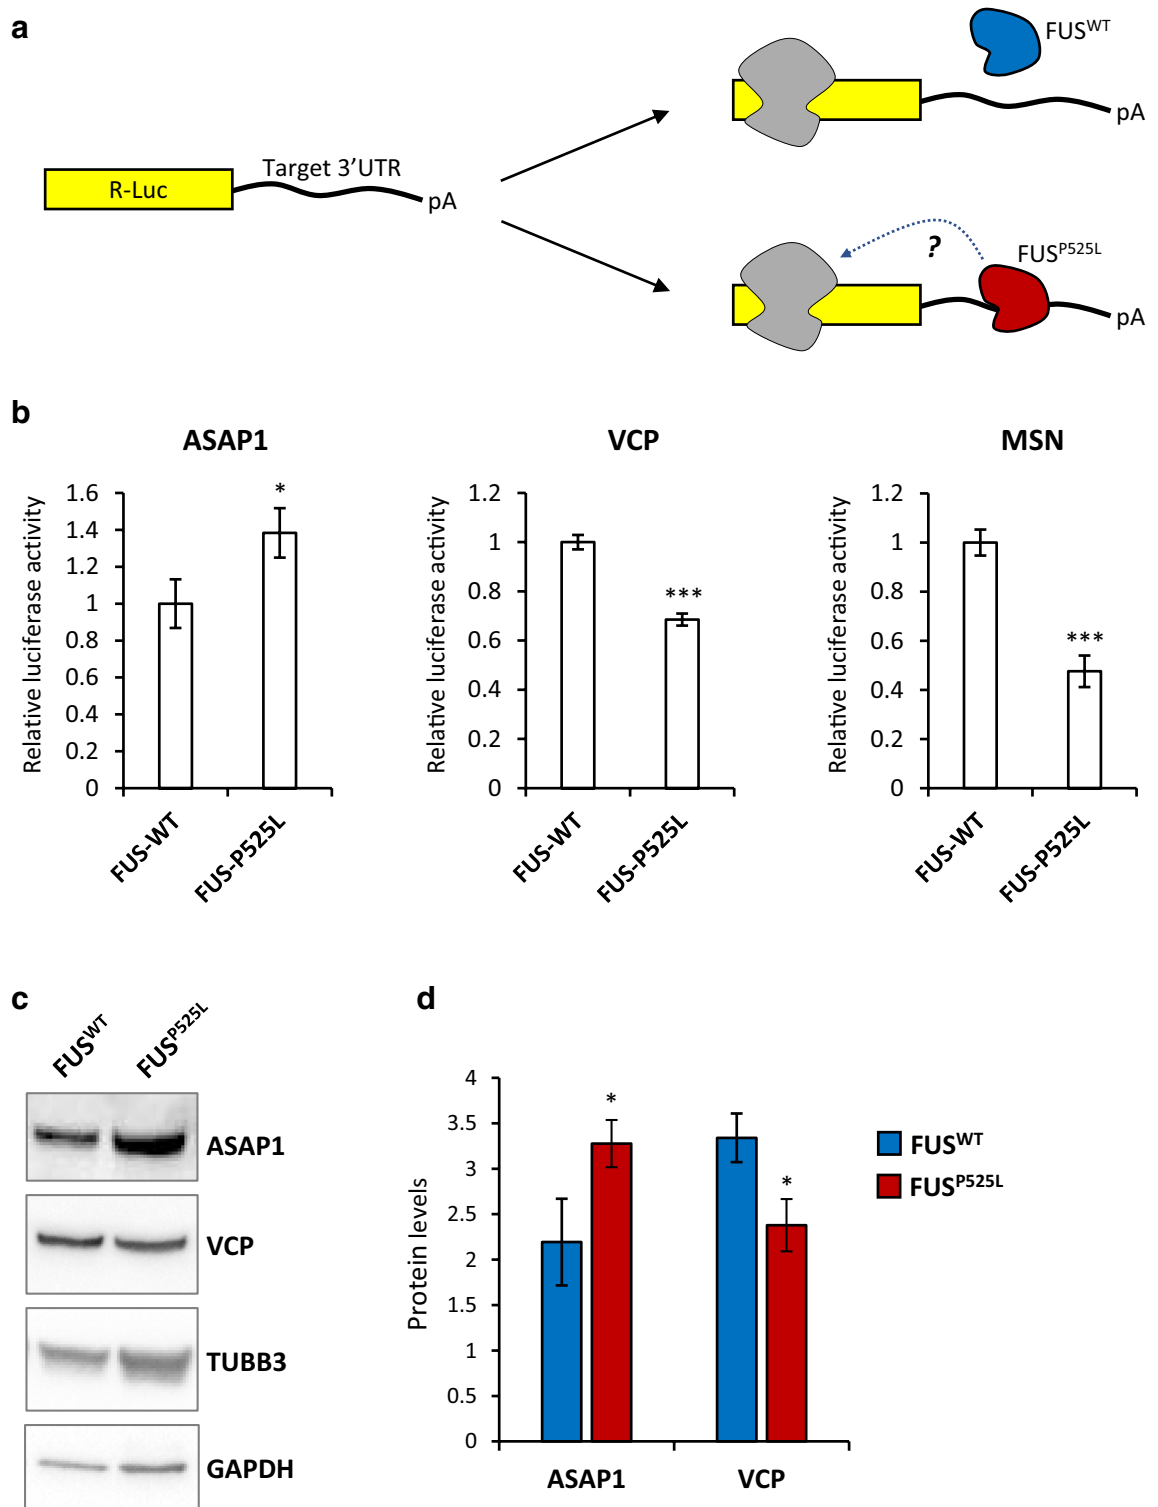 a
FUSWT
pA
R-Luc
Target 3'UTR
pA
?
FUSP525L
pA
b
ASAP1
VCP
MSN
Relative luciferase activity
1.6
1.4
1.2
1
0.8
0.6
0.4
0.2
0
*
FUS-WT
FUS-P525L
Relative luciferase activity
1.2
1
0.8
0.6
0.4
0.2
0
***
FUS-WT
FUS-P525L
Relative luciferase activity
1.2
1
0.8
0.6
0.4
0.2
0
***
FUS-WT
FUS-P525L
c
FUSWT
FUSP525L
ASAP1
VCP
TUBB3
GAPDH
d
Protein levels
4
3.5
3
2.5
2
1.5
1
0.5
0
*
*
ASAP1
VCP
FUSWT
FUSP525L